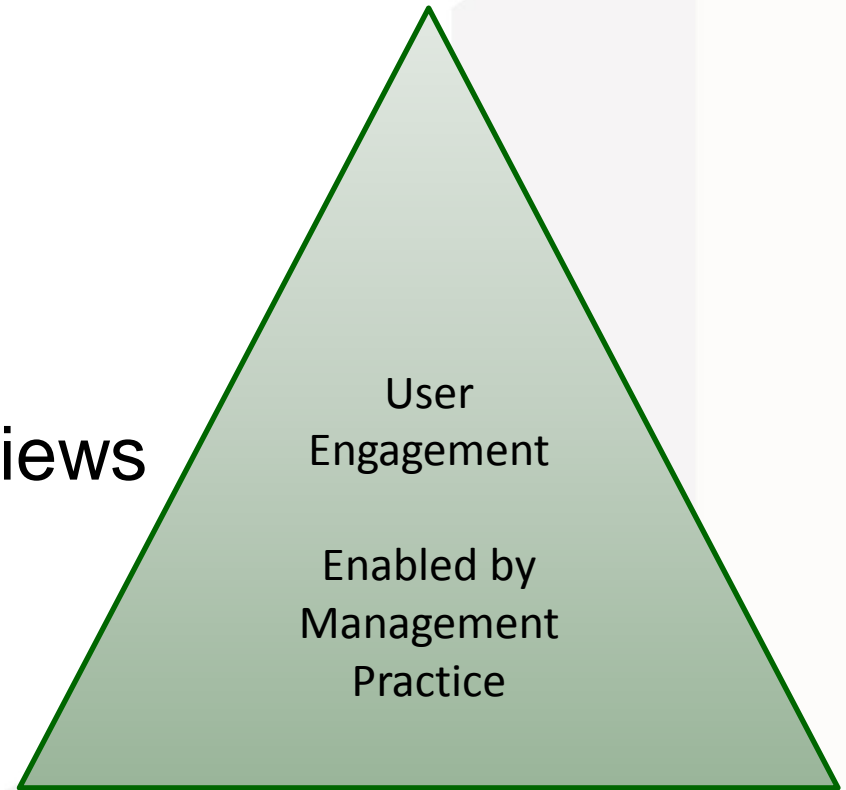 User
Engagement
iews
Enabled by
Management
Practice